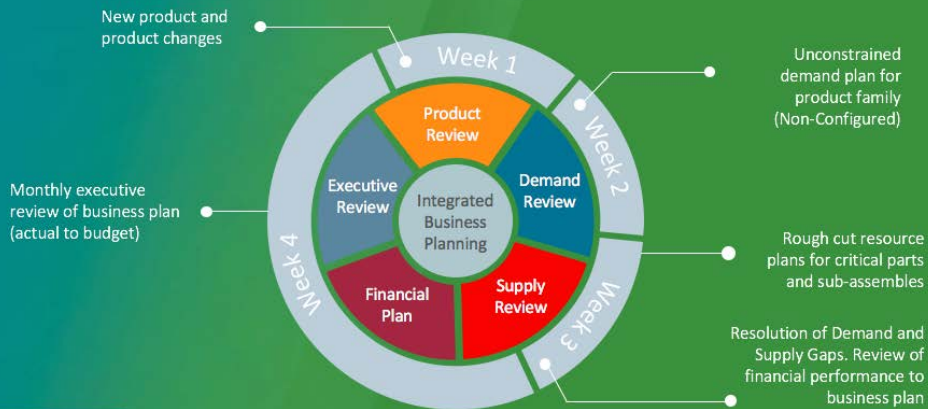 New product and
product changes
Week 1
Unconstrained
demand plan for
product family
(Non-Configured)
Product
Review
Week 2
Executive
Review
Demand
Review
Integrated
Business
Planning
Monthly executive
review of business plan
(actual to budget)
Week 4
Rough cut resource
plans for critical parts
and sub-assembles
Financial
Plan
Supply
Review
Week 3
Resolution of Demand and
Supply Gaps. Review of
financial performance to
business plan